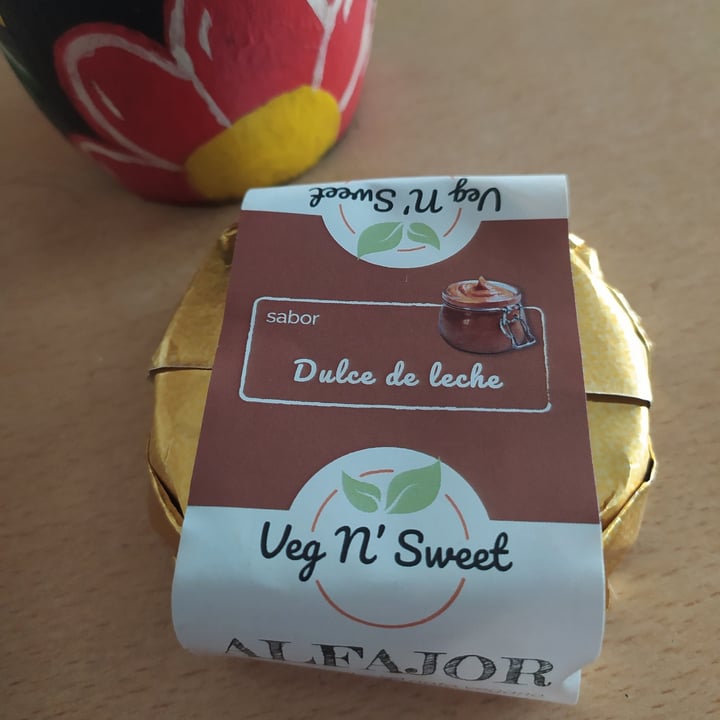 Veg N' Sweet
sabor
Dulce de leche
Veg N' Sweet
ALFAJOR